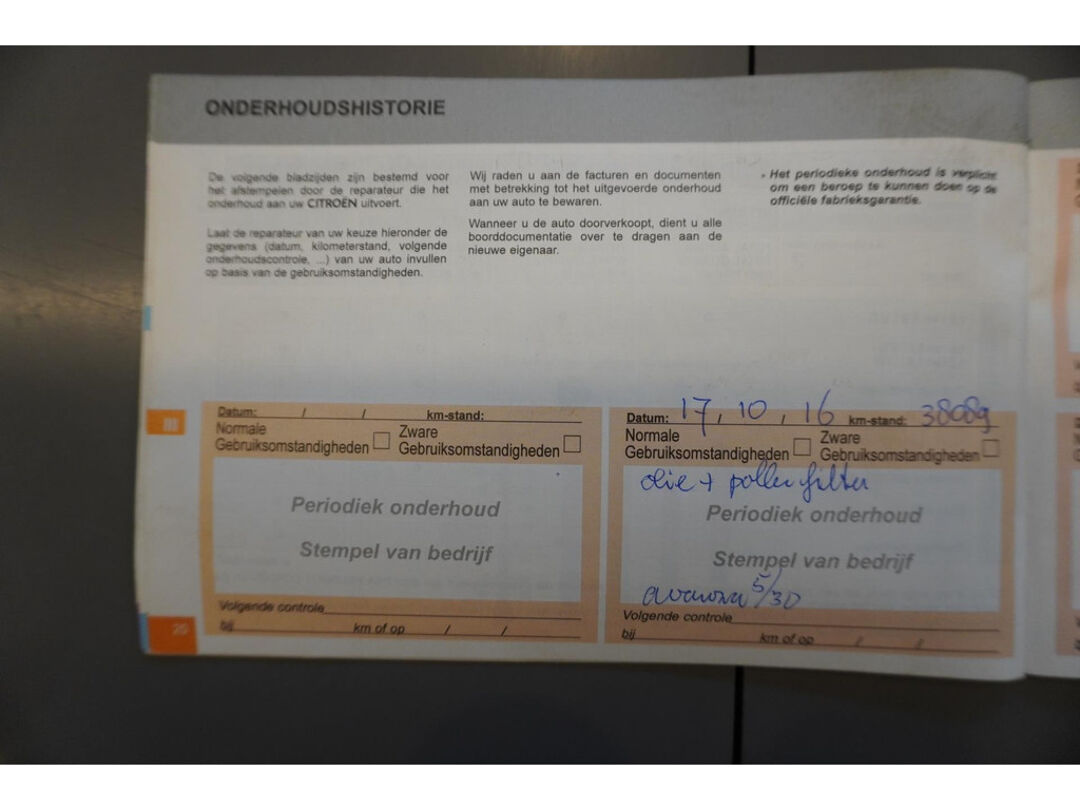 ONDERHOUDSHISTORIE
De volgende bladzijden zijn bestemd voor
het afstempelen door de reparateur die het
onderhoud aan uw CITROËN uitvoert.
Laat de reparateur van uw keuze hieronder de
gegevens (datum, kilometerstand, volgende
onderhoudscontrole, ...) van uw auto invullen
op basis van de gebruiksomstandigheden.
Wij raden u aan de facturen en documenten
met betrekking tot het uitgevoerde onderhoud
aan uw auto te bewaren.
Wanneer u de auto doorverkoopt, dient u alle
boorddocumentatie over te dragen aan de
nieuwe eigenaar.
Het periodieke onderhoud is verplicht
om een beroep te kunnen doen op de
officiële fabrieksgarantie.
III
Datum: / / km-stand:
Normale
Gebruiksomstandigheden
Zware
Gebruiksomstandigheden
Periodiek onderhoud
Stempel van bedrijf
Volgende controle
bij km of op / /
Datum: 17, 10, 16 km-stand: 38089
Normale
Gebruiksomstandigheden
Zware
Gebruiksomstandigheden
olie + pollenfilter
Periodiek onderhoud
Stempel van bedrijf
5/30
Volgende controle
bij km of op / /